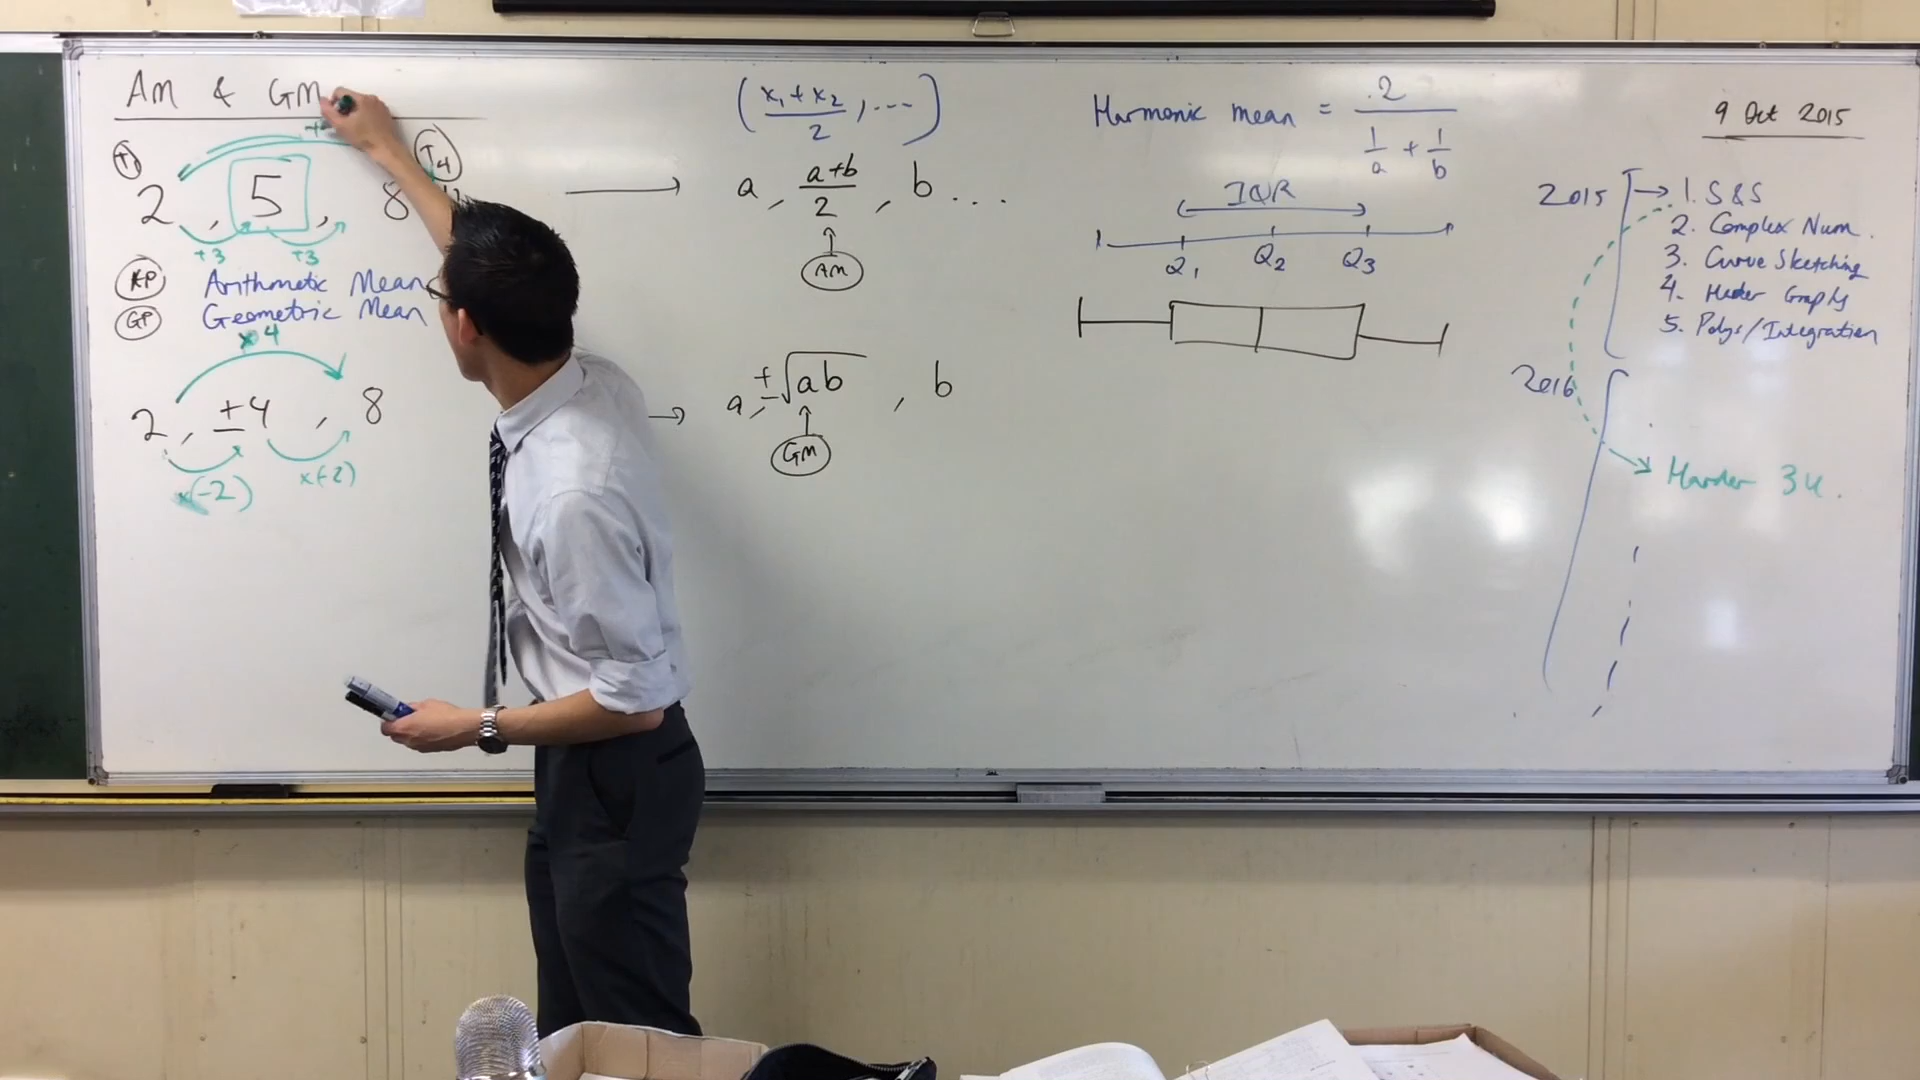 AM & GM
T1
T4
2 , 5 , 8
+3 +3
AP Arithmetic Mean
GP Geometric Mean
×4
2 , ±4 , 8
×(-2) ×(-2)
(x₁+x₂/2 , ...)
→ a , a+b/2 , b ...
AM
→ a , ±√ab , b
GM
Harmonic mean = 2/(1/a + 1/b)
IQR
Q₁ Q₂ Q₃
9 Oct 2015
2015 → 1. S&S
2. Complex Num.
3. Curve Sketching
4. Harder Graphs
5. Polys/Integration
2016
Harder 3U.